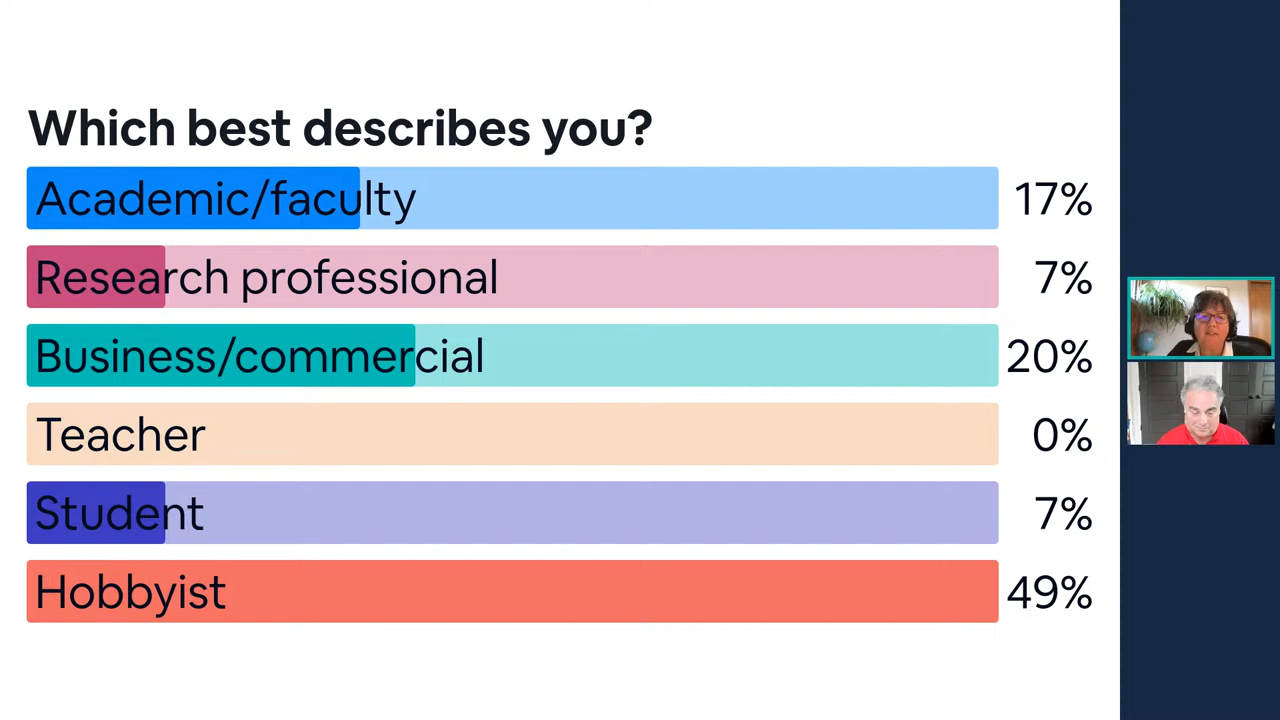 Which best describes you?
Academic/faculty 17%
Research professional 7%
Business/commercial 20%
Teacher 0%
Student 7%
Hobbyist 49%